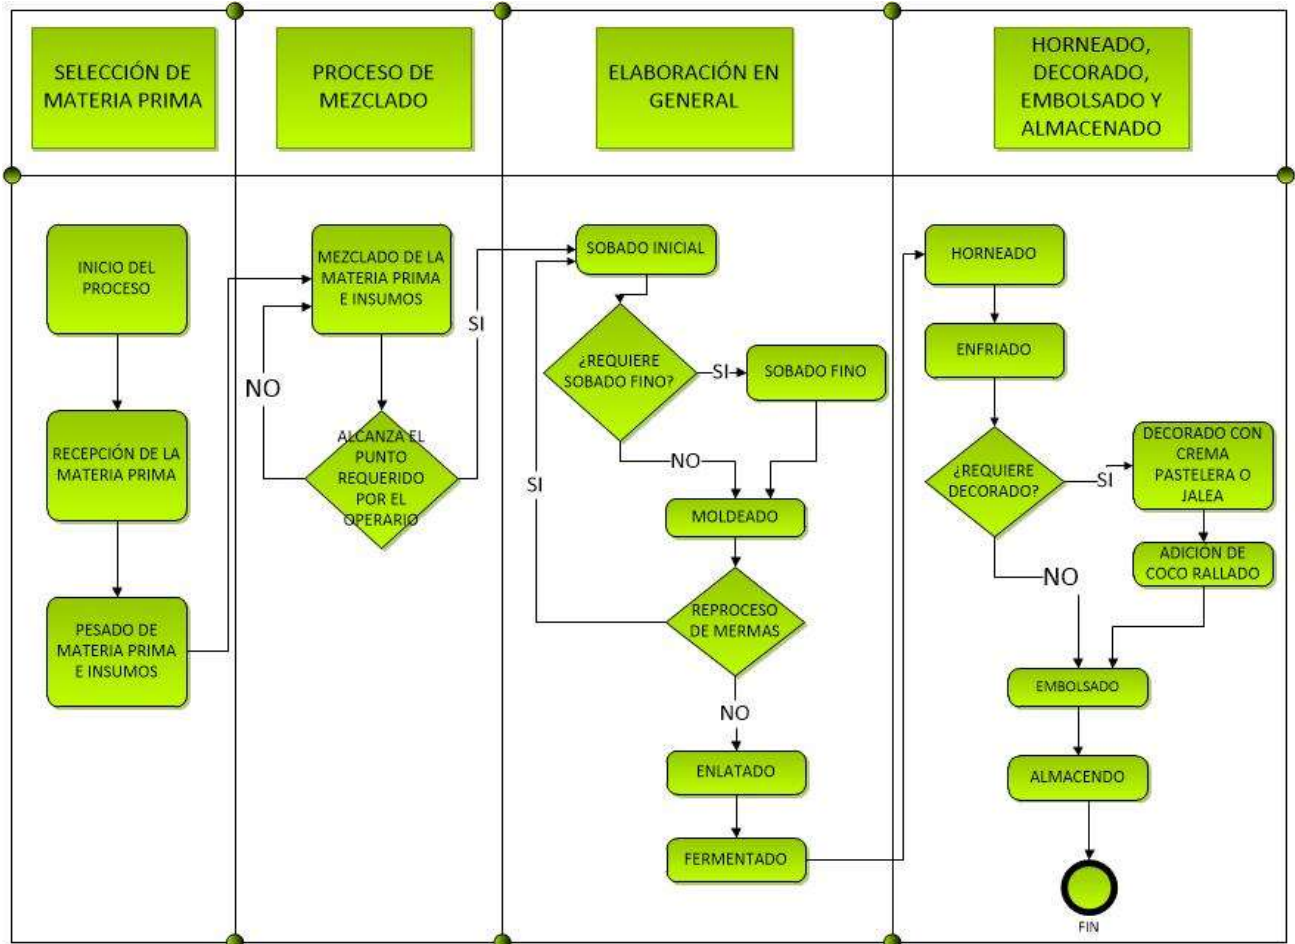 SELECCIÓN DE
MATERIA PRIMA
PROCESO DE
MEZCLADO
ELABORACIÓN EN
GENERAL
HORNEADO,
DECORADO,
EMBOLSADO Y
ALMACENADO
INICIO DEL
PROCESO
RECEPCIÓN DE LA
MATERIA PRIMA
PESADO DE
MATERIA PRIMA
E INSUMOS
MEZCLADO DE LA
MATERIA PRIMA
E INSUMOS
NO
ALCANZA EL
PUNTO
REQUERIDO
POR EL
OPERARIO
SI
SOBADO INICIAL
¿REQUIERE
SOBADO FINO?
SI
SOBADO FINO
NO
SI
MOLDEADO
REPROCESO
DE MERMAS
NO
ENLATADO
FERMENTADO
HORNEADO
ENFRIADO
¿REQUIERE
DECORADO?
SI
DECORADO CON
CREMA
PASTELERA O
JALEA
ADICIÓN DE
COCO RALLADO
NO
EMBOLSADO
ALMACENDO
FIN